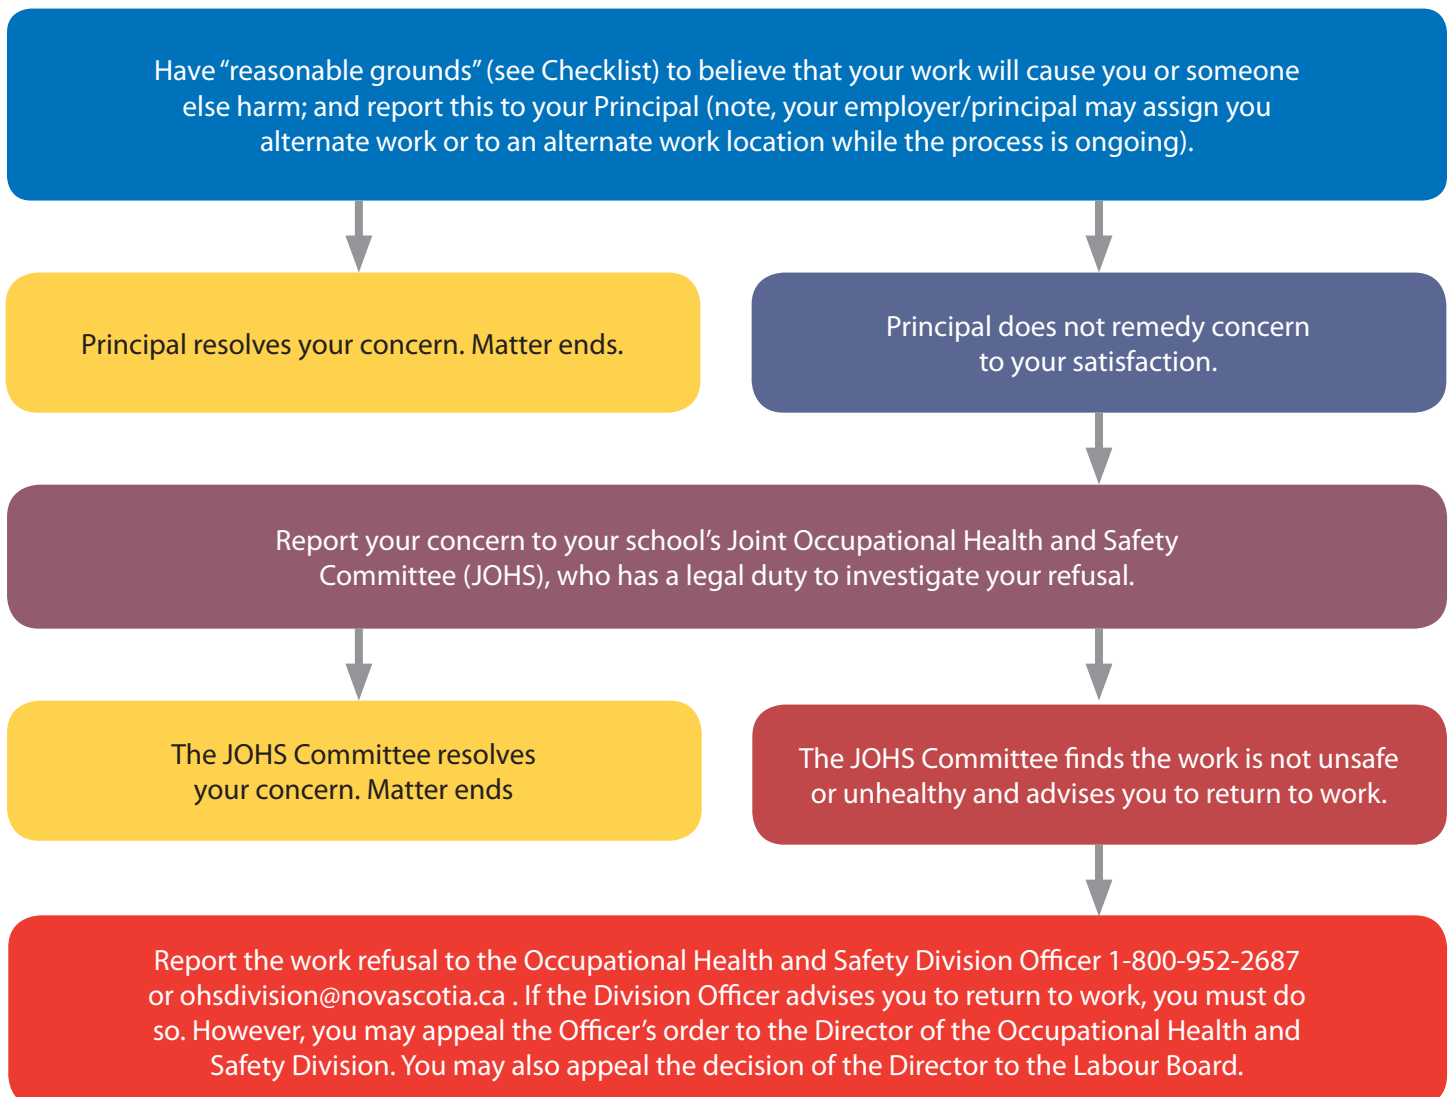 Have “reasonable grounds” (see Checklist) to believe that your work will cause you or someone
else harm; and report this to your Principal (note, your employer/principal may assign you
alternate work or to an alternate work location while the process is ongoing).
Principal resolves your concern. Matter ends.
Principal does not remedy concern
to your satisfaction.
Report your concern to your school’s Joint Occupational Health and Safety
Committee (JOHS), who has a legal duty to investigate your refusal.
The JOHS Committee resolves
your concern. Matter ends
The JOHS Committee finds the work is not unsafe
or unhealthy and advises you to return to work.
Report the work refusal to the Occupational Health and Safety Division Officer 1-800-952-2687
or ohsdivision@novascotia.ca . If the Division Officer advises you to return to work, you must do
so. However, you may appeal the Officer’s order to the Director of the Occupational Health and
Safety Division. You may also appeal the decision of the Director to the Labour Board.